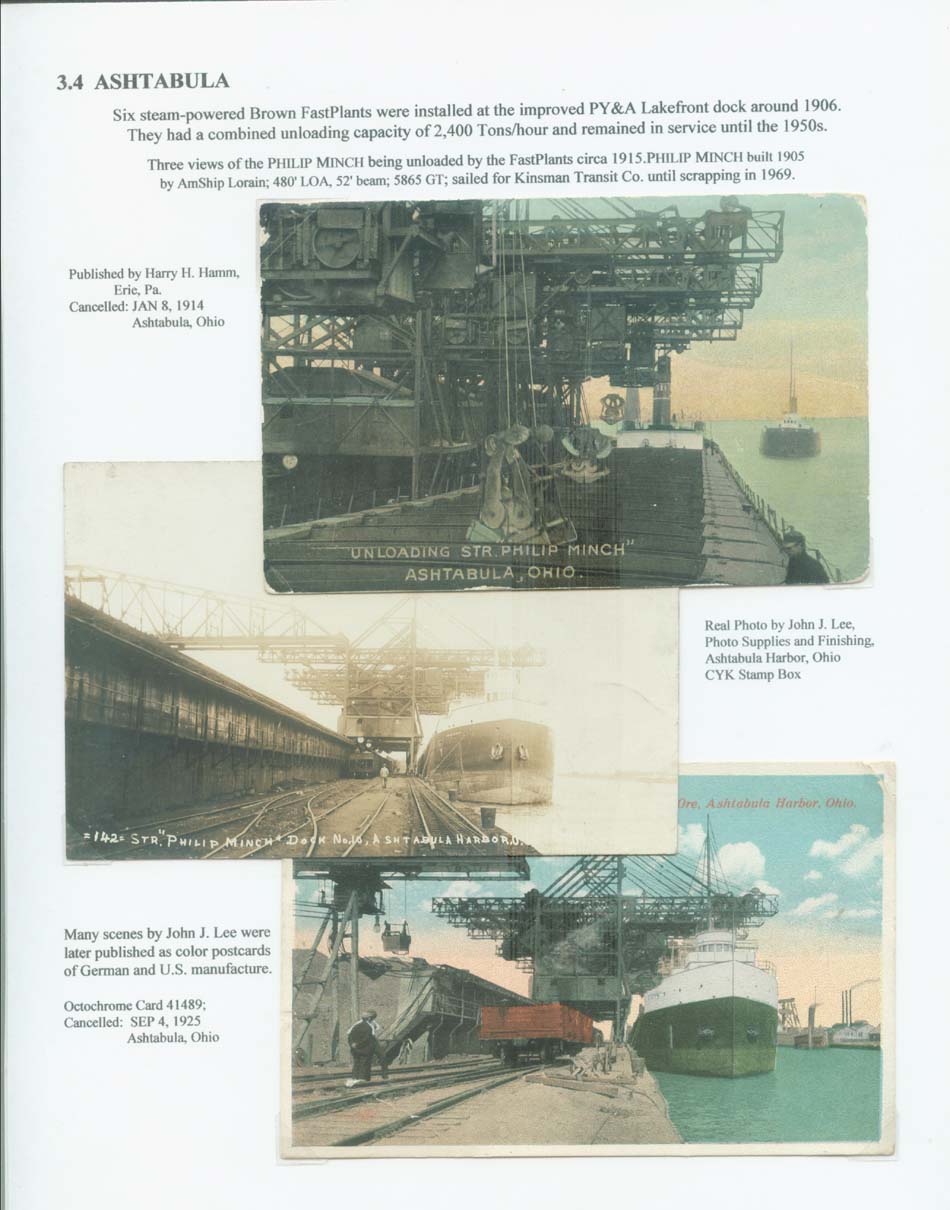 3.4 ASHTABULA
Six steam-powered Brown FastPlants were installed at the improved PY&A Lakefront dock around 1906.
They had a combined unloading capacity of 2,400 Tons/hour and remained in service until the 1950s.
Three views of the PHILIP MINCH being unloaded by the FastPlants circa 1915.PHILIP MINCH built 1905
by AmShip Lorain; 480' LOA, 52' beam; 5865 GT; sailed for Kinsman Transit Co. until scrapping in 1969.
Published by Harry H. Hamm,
Erie, Pa.
Cancelled: JAN 8, 1914
Ashtabula, Ohio
"UNLOADING STR. PHILIP MINCH"
ASHTABULA, OHIO.
Real Photo by John J. Lee,
Photo Supplies and Finishing,
Ashtabula Harbor, Ohio
CYK Stamp Box
=142= STR "PHILIP MINCH" DOCK No.10, ASHTABULA HARBOR, O.
Ore, Ashtabula Harbor, Ohio.
Many scenes by John J. Lee were
later published as color postcards
of German and U.S. manufacture.
Octochrome Card 41489;
Cancelled: SEP 4, 1925
Ashtabula, Ohio